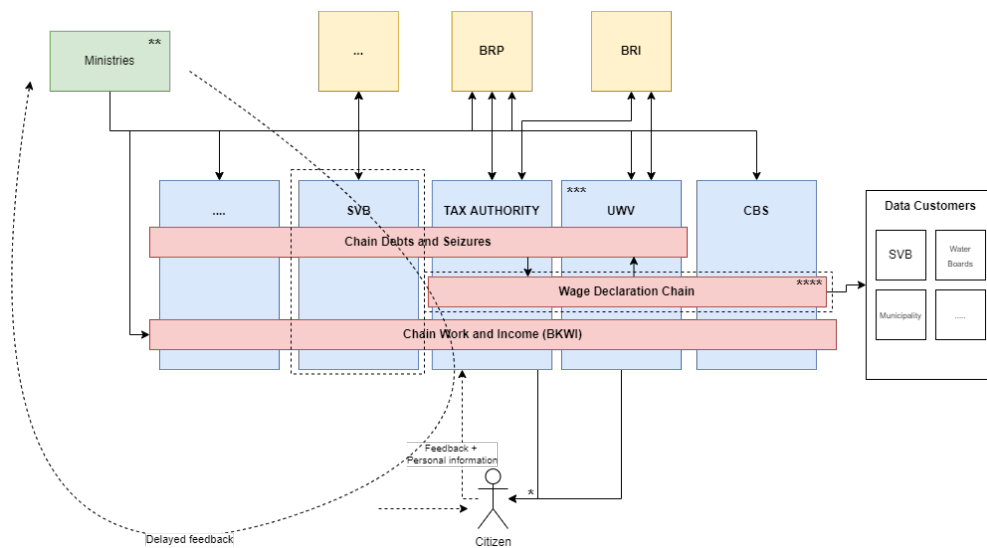 Ministries
**
...
BRP
BRI
....
SVB
TAX AUTHORITY
***
UWV
CBS
Chain Debts and Seizures
Wage Declaration Chain
****
Chain Work and Income (BKWI)
Data Customers
SVB
Water
Boards
Municipality
.....
Feedback +
Personal information
*
Citizen
Delayed feedback